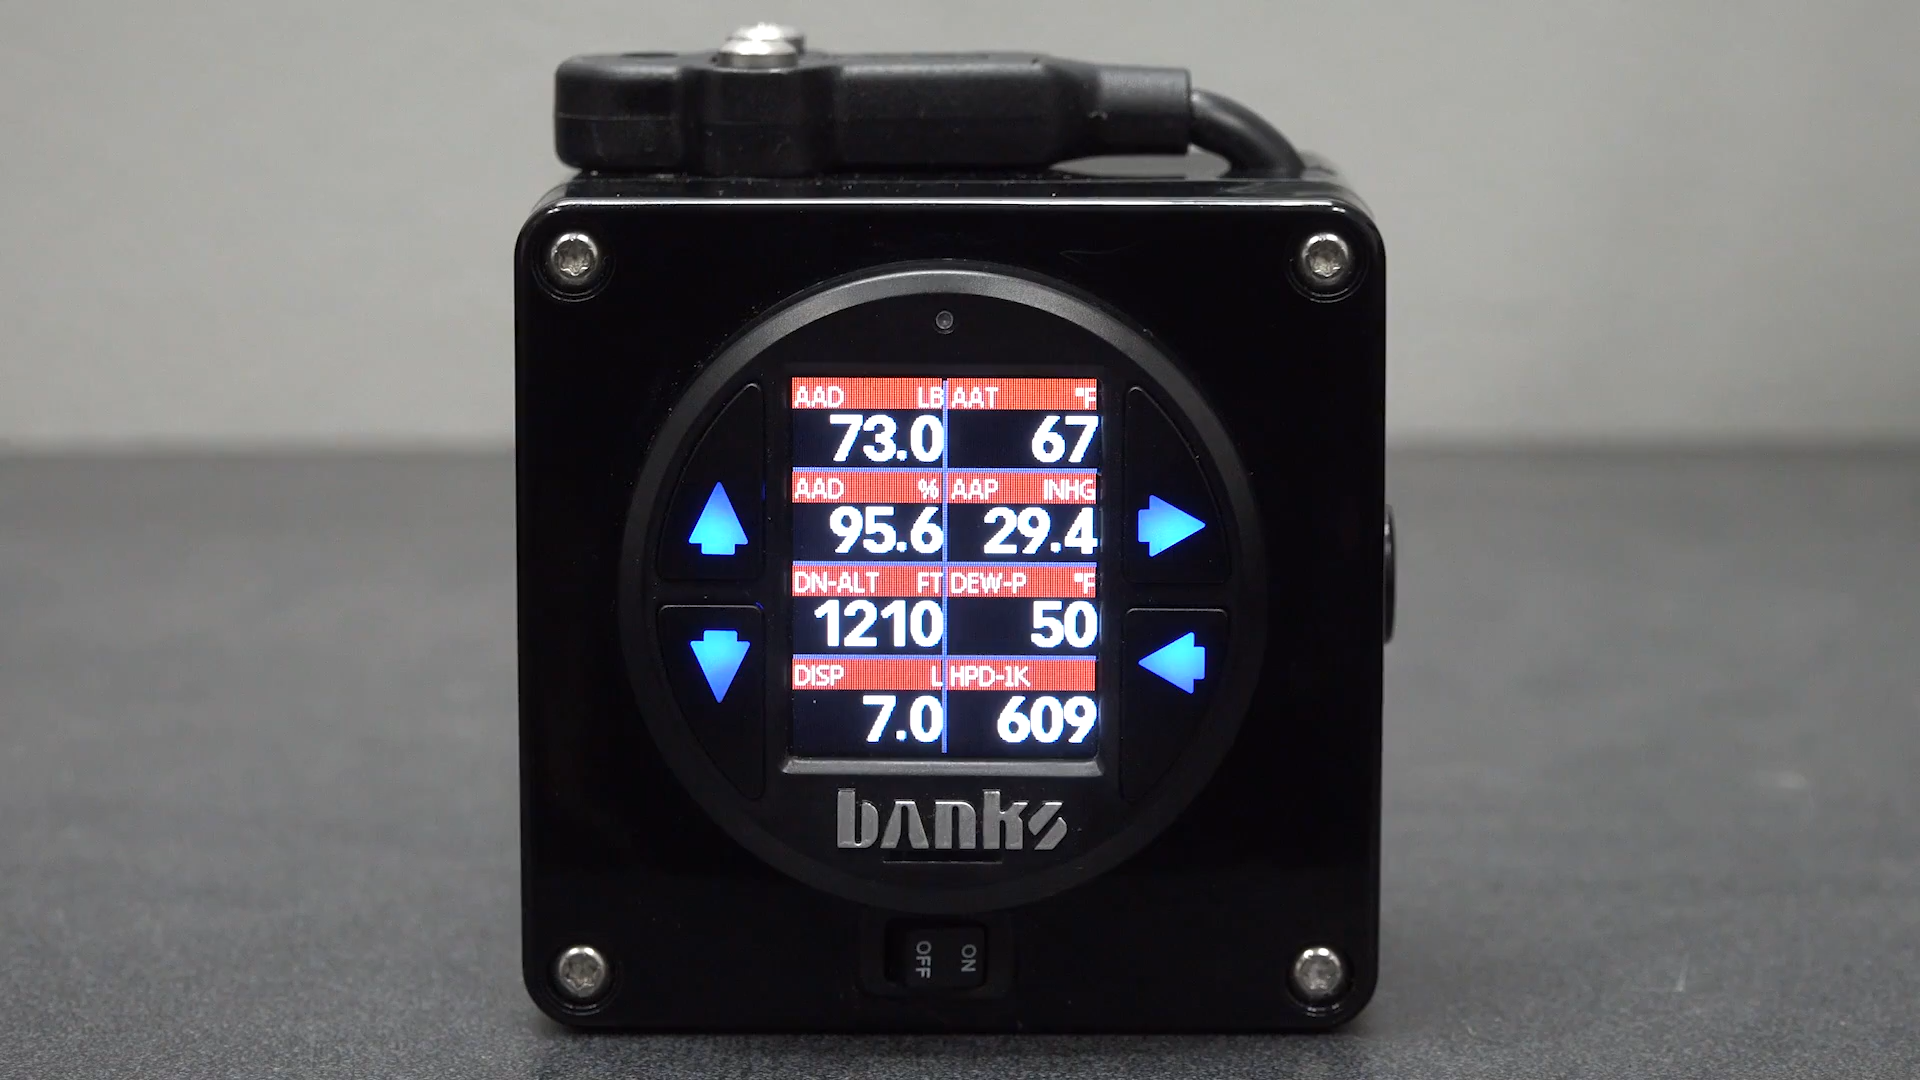 AAD LB AAT °F
73.0 67
AAD % AAP INHG
95.6 29.4
DN-ALT FT DEW-P °F
1210 50
DISP L HPD-1K
7.0 609
banks
OFF ON